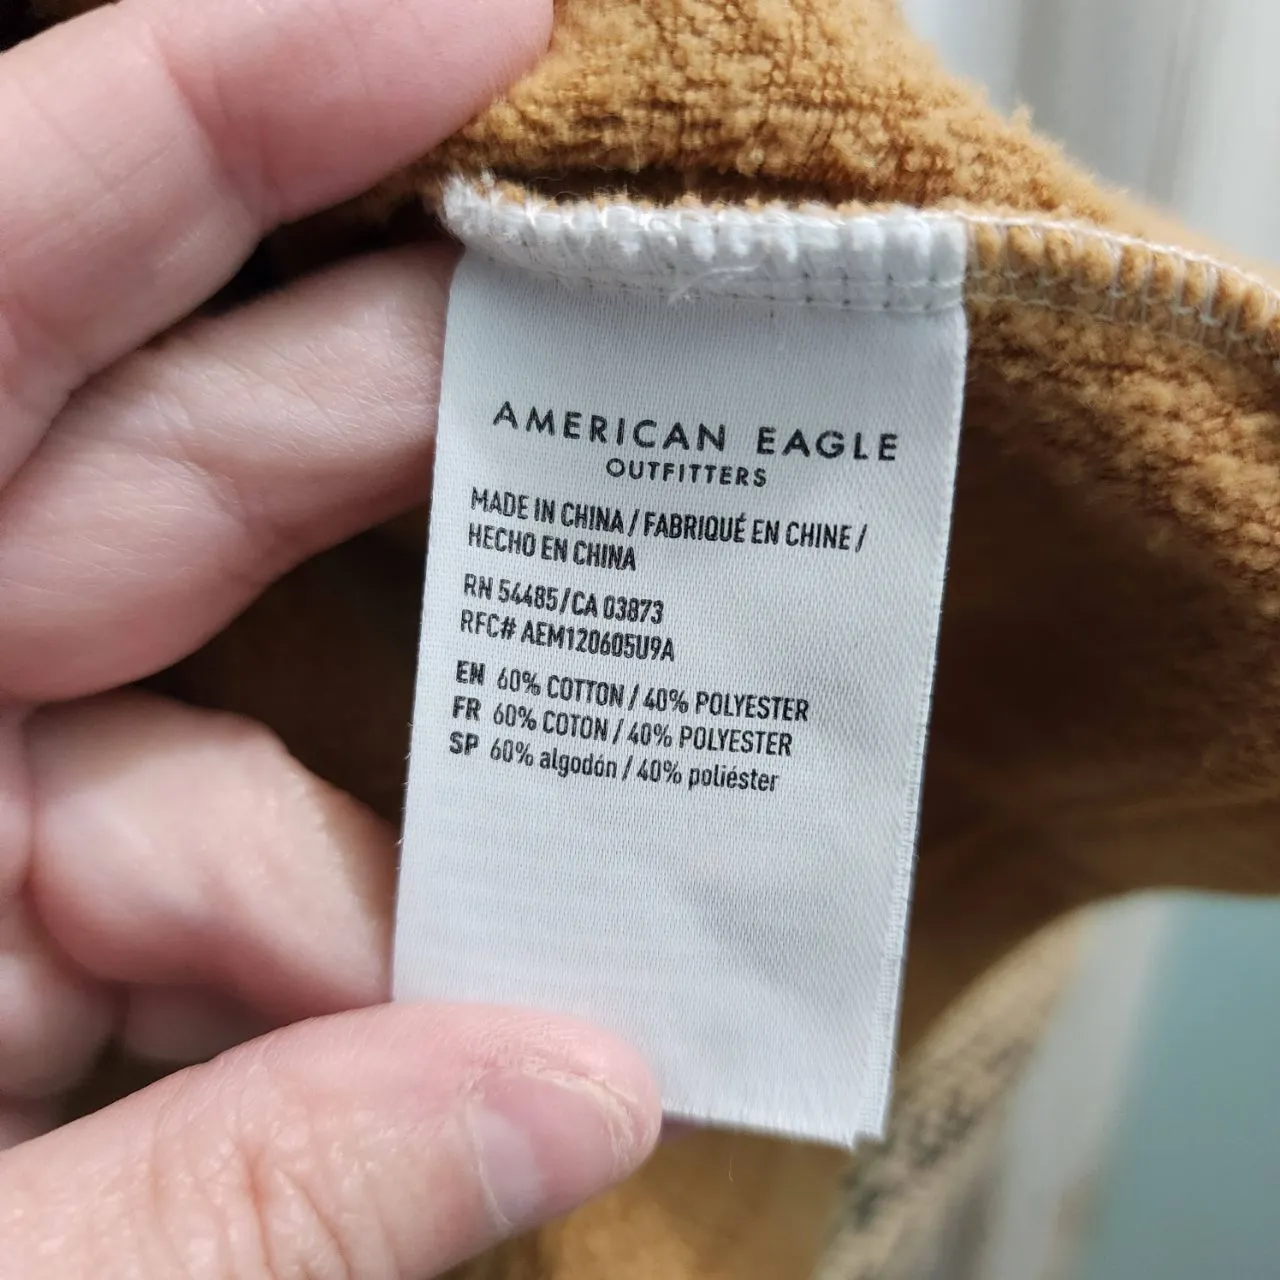 AMERICAN EAGLE
OUTFITTERS
MADE IN CHINA / FABRIQUÉ EN CHINE /
HECHO EN CHINA
RN 54485/CA 03873
RFC# AEM120605U9A
EN 60% COTTON / 40% POLYESTER
FR 60% COTON / 40% POLYESTER
SP 60% algodón / 40% poliéster